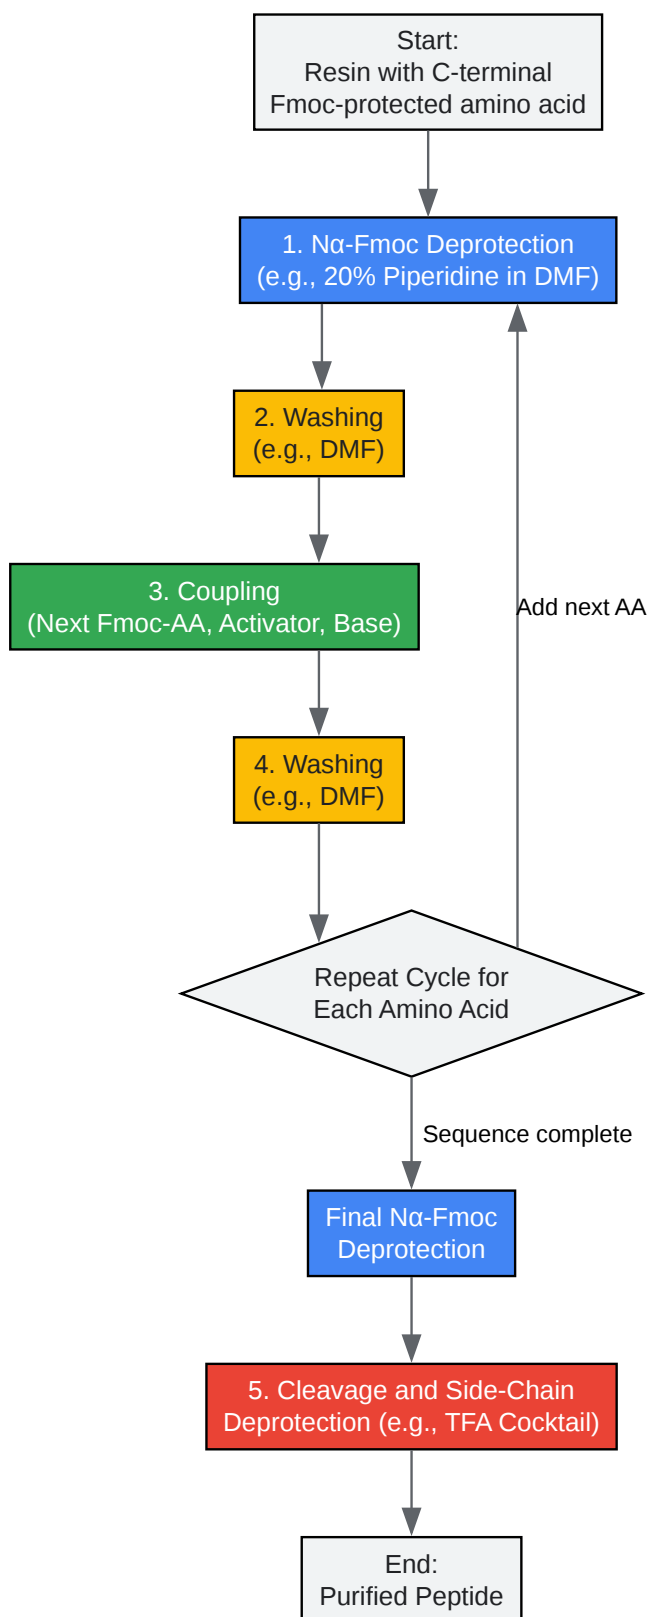 Start:
Resin with C-terminal
Fmoc-protected amino acid
1. Nα-Fmoc Deprotection
(e.g., 20% Piperidine in DMF)
2. Washing
(e.g., DMF)
3. Coupling
(Next Fmoc-AA, Activator, Base)
Add next AA
4. Washing
(e.g., DMF)
Repeat Cycle for
Each Amino Acid
Sequence complete
Final Nα-Fmoc
Deprotection
5. Cleavage and Side-Chain
Deprotection (e.g., TFA Cocktail)
End:
Purified Peptide